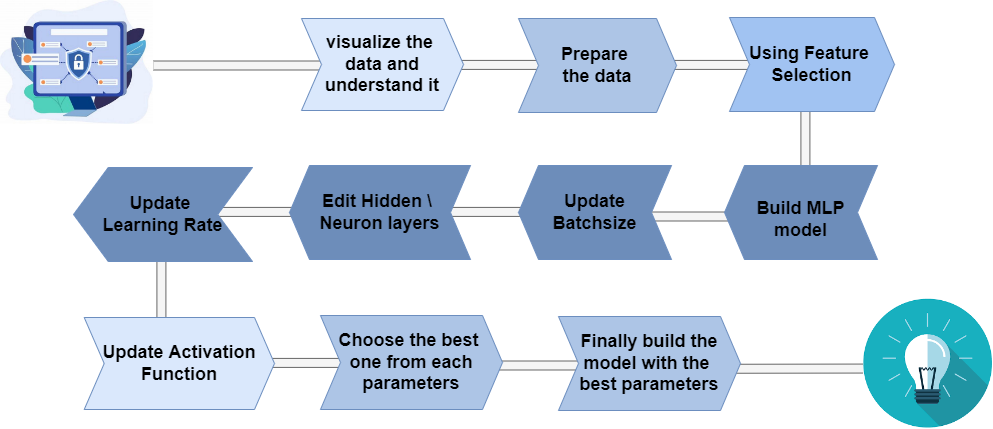 visualize the
data and
understand it
Prepare
the data
Using Feature
Selection
Update
Learning Rate
Edit Hidden \
Neuron layers
Update
Batchsize
Build MLP
model
Update Activation
Function
Choose the best
one from each
parameters
Finally build the
model with the
best parameters